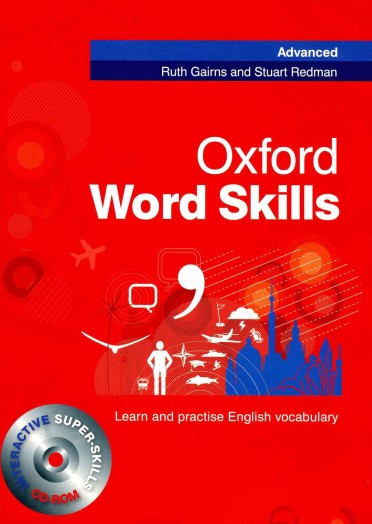 Advanced
Ruth Gairns and Stuart Redman
Oxford
Word Skills
Learn and practise English vocabulary
INTERACTIVE SUPER-SKILLS
CD-ROM